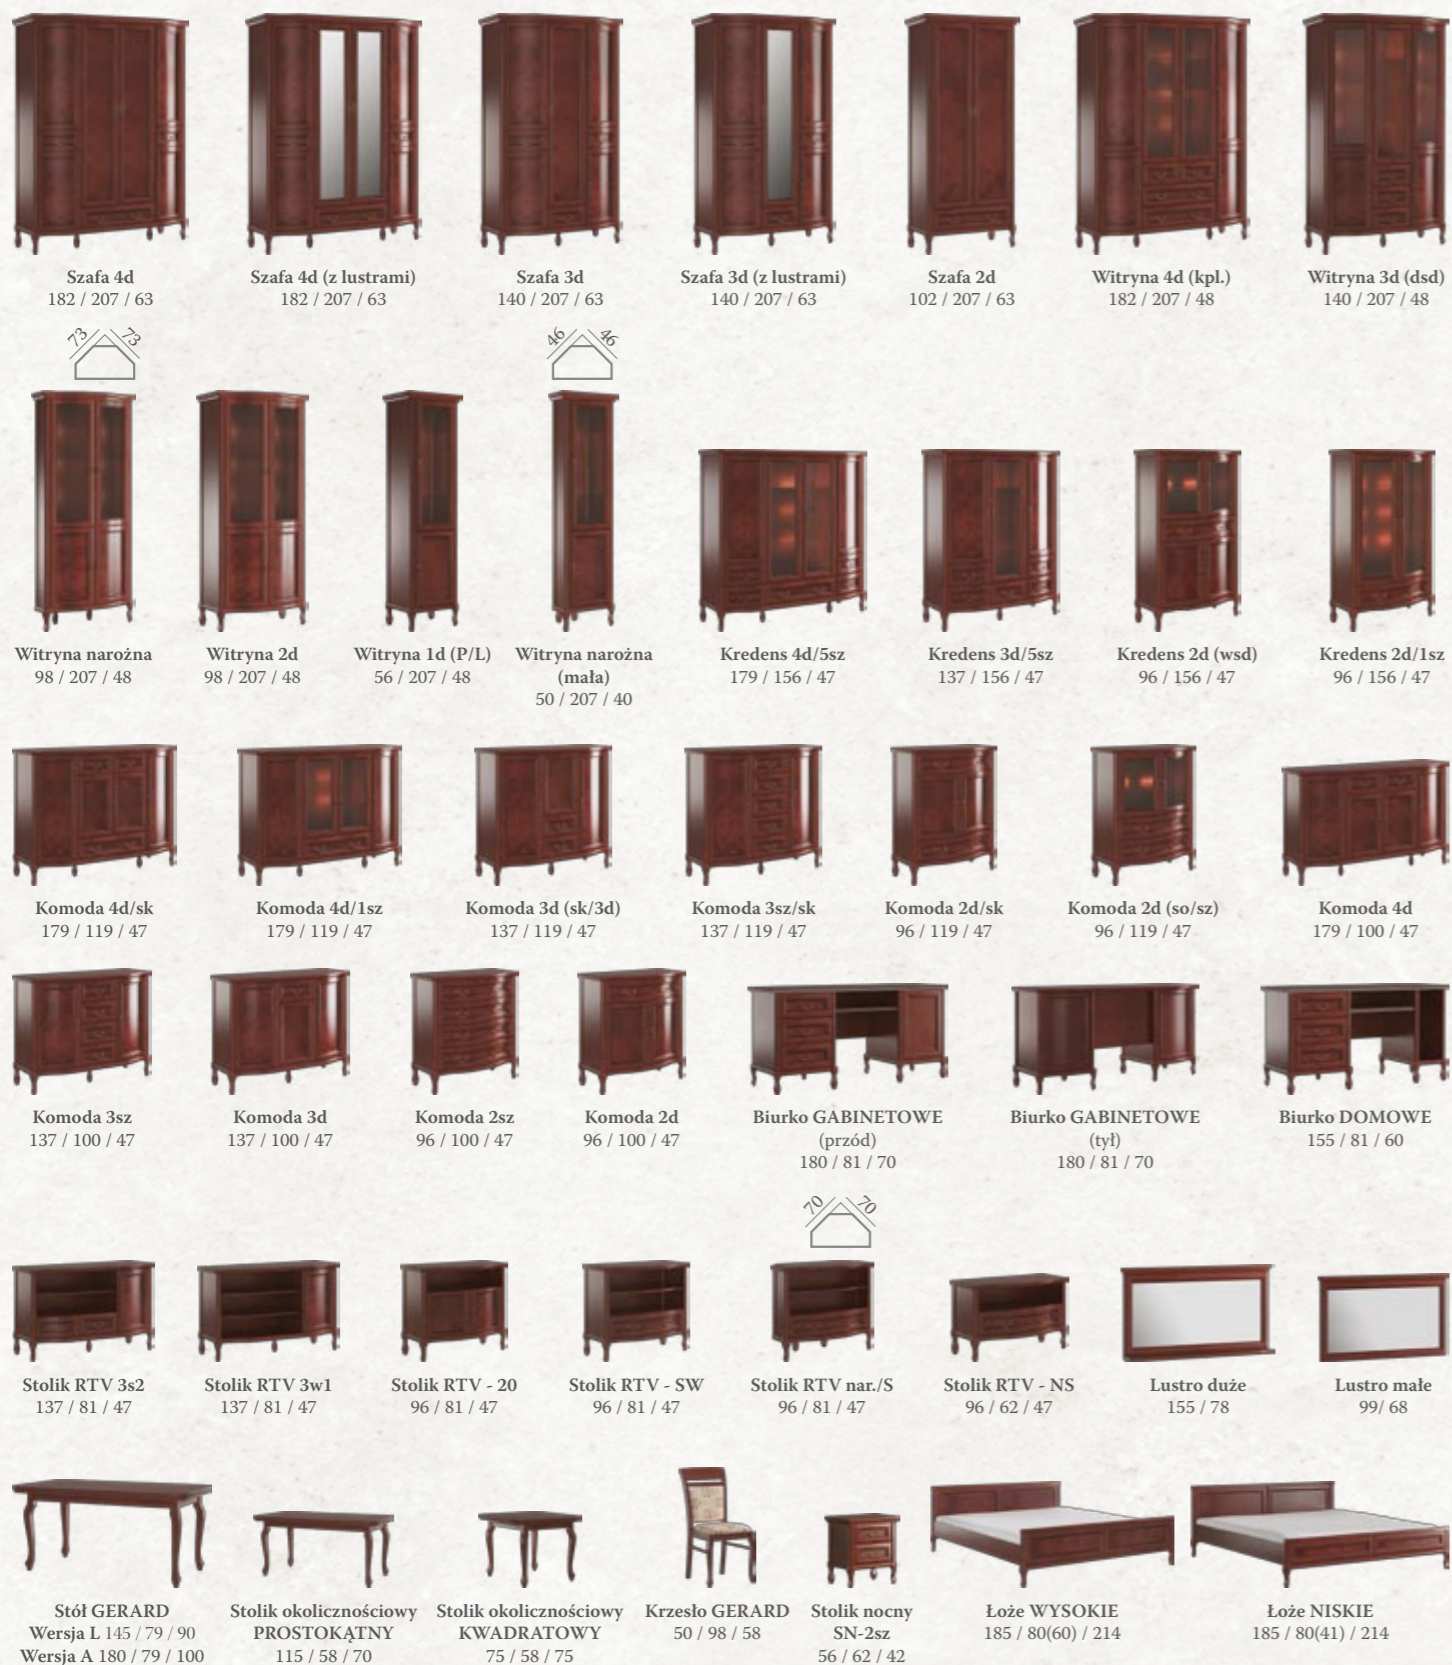 Szafa 4d
182 / 207 / 63
Szafa 4d (z lustrami)
182 / 207 / 63
Szafa 3d
140 / 207 / 63
Szafa 3d (z lustrami)
140 / 207 / 63
Szafa 2d
102 / 207 / 63
Witryna 4d (kpl.)
182 / 207 / 48
Witryna 3d (dsd)
140 / 207 / 48
73 73
46 46
Witryna narożna
98 / 207 / 48
Witryna 2d
98 / 207 / 48
Witryna 1d (P/L)
56 / 207 / 48
Witryna narożna
(mała)
50 / 207 / 40
Kredens 4d/5sz
179 / 156 / 47
Kredens 3d/5sz
137 / 156 / 47
Kredens 2d (wsd)
96 / 156 / 47
Kredens 2d/1sz
96 / 156 / 47
Komoda 4d/sk
179 / 119 / 47
Komoda 4d/1sz
179 / 119 / 47
Komoda 3d (sk/3d)
137 / 119 / 47
Komoda 3sz/sk
137 / 119 / 47
Komoda 2d/sk
96 / 119 / 47
Komoda 2d (so/sz)
96 / 119 / 47
Komoda 4d
179 / 100 / 47
Komoda 3sz
137 / 100 / 47
Komoda 3d
137 / 100 / 47
Komoda 2sz
96 / 100 / 47
Komoda 2d
96 / 100 / 47
Biurko GABINETOWE
(przód)
180 / 81 / 70
Biurko GABINETOWE
(tył)
180 / 81 / 70
Biurko DOMOWE
155 / 81 / 60
70 70
Stolik RTV 3s2
137 / 81 / 47
Stolik RTV 3w1
137 / 81 / 47
Stolik RTV - 20
96 / 81 / 47
Stolik RTV - SW
96 / 81 / 47
Stolik RTV nar./S
96 / 81 / 47
Stolik RTV - NS
96 / 62 / 47
Lustro duże
155 / 78
Lustro małe
99/ 68
Stół GERARD
Wersja L 145 / 79 / 90
Wersja A 180 / 79 / 100
Stolik okolicznościowy
PROSTOKĄTNY
115 / 58 / 70
Stolik okolicznościowy
KWADRATOWY
75 / 58 / 75
Krzesło GERARD
50 / 98 / 58
Stolik nocny
SN-2sz
56 / 62 / 42
Łoże WYSOKIE
185 / 80(60) / 214
Łoże NISKIE
185 / 80(41) / 214